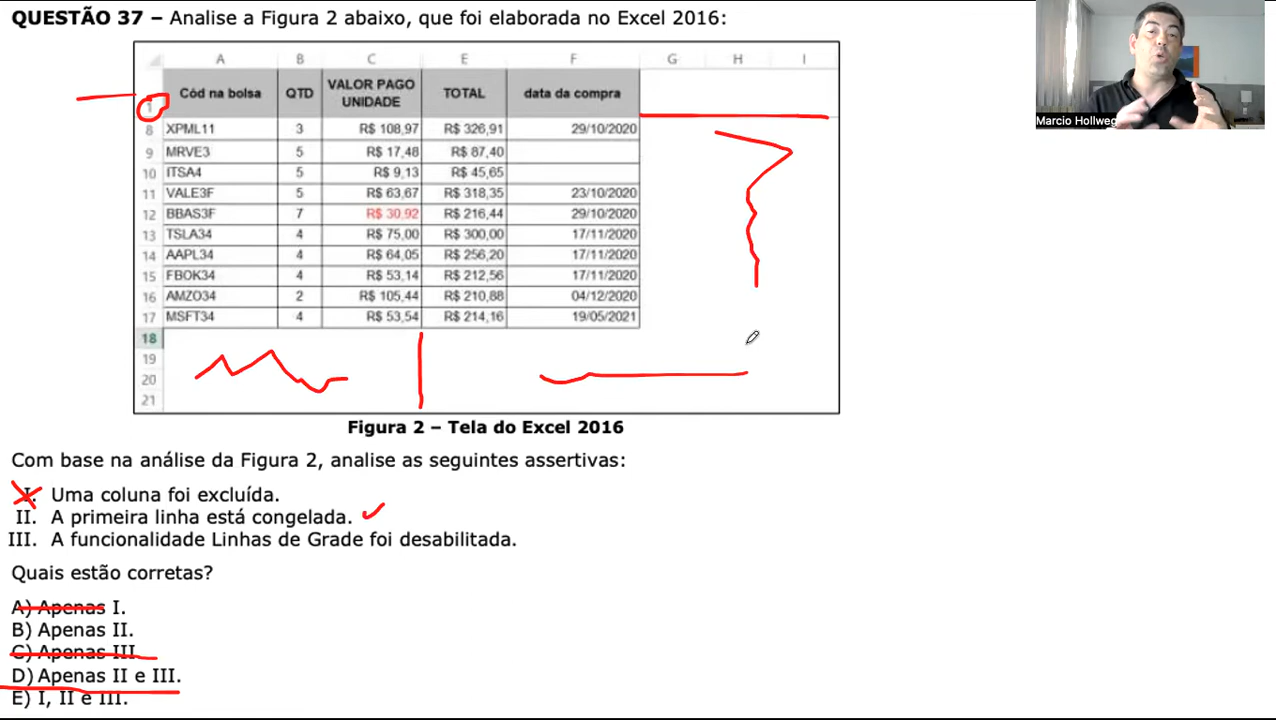 QUESTÃO 37 – Analise a Figura 2 abaixo, que foi elaborada no Excel 2016:
A B C E F G H I
1 Cód na bolsa QTD VALOR PAGO UNIDADE TOTAL data da compra
8 XPML11 3 R$ 108,97 R$ 326,91 29/10/2020
9 MRVE3 5 R$ 17,48 R$ 87,40
10 ITSA4 5 R$ 9,13 R$ 45,65
11 VALE3F 5 R$ 63,67 R$ 318,35 23/10/2020
12 BBAS3F 7 R$ 30,92 R$ 216,44 29/10/2020
13 TSLA34 4 R$ 75,00 R$ 300,00 17/11/2020
14 AAPL34 4 R$ 64,05 R$ 256,20 17/11/2020
15 FBOK34 4 R$ 53,14 R$ 212,56 17/11/2020
16 AMZO34 2 R$ 105,44 R$ 210,88 04/12/2020
17 MSFT34 4 R$ 53,54 R$ 214,16 19/05/2021
18
19
20
21
Figura 2 – Tela do Excel 2016
Com base na análise da Figura 2, analise as seguintes assertivas:
I. Uma coluna foi excluída.
II. A primeira linha está congelada.
III. A funcionalidade Linhas de Grade foi desabilitada.
Quais estão corretas?
A) Apenas I.
B) Apenas II.
C) Apenas III.
D) Apenas II e III.
E) I, II e III.
Marcio Hollweg